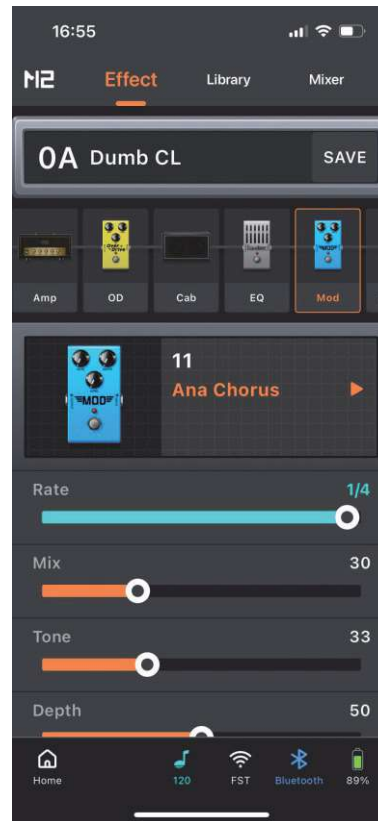 16:55
M2 Effect Library Mixer
0A Dumb CL SAVE
Amp OD Cab EQ Mod
11
Ana Chorus
MOD
Rate 1/4
Mix 30
Tone 33
Depth 50
Home 120 FST Bluetooth 89%